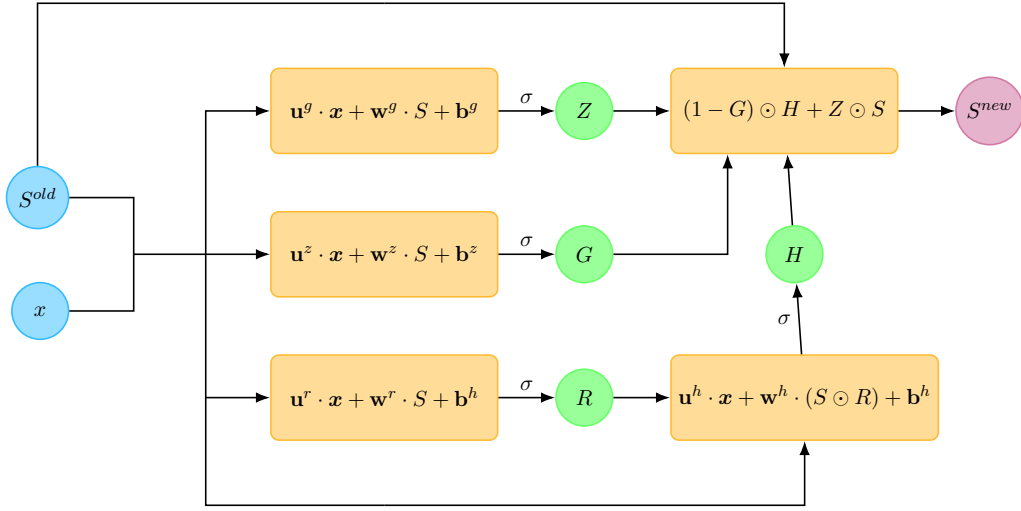 𝐮^g · 𝒙 + 𝐰^g · S + 𝐛^g
σ
Z
(1 − G) ⊙ H + Z ⊙ S
S^{new}
S^{old}
𝐮^z · 𝒙 + 𝐰^z · S + 𝐛^z
σ
G
H
x
σ
𝐮^r · 𝒙 + 𝐰^r · S + 𝐛^h
σ
R
𝐮^h · 𝒙 + 𝐰^h · (S ⊙ R) + 𝐛^h